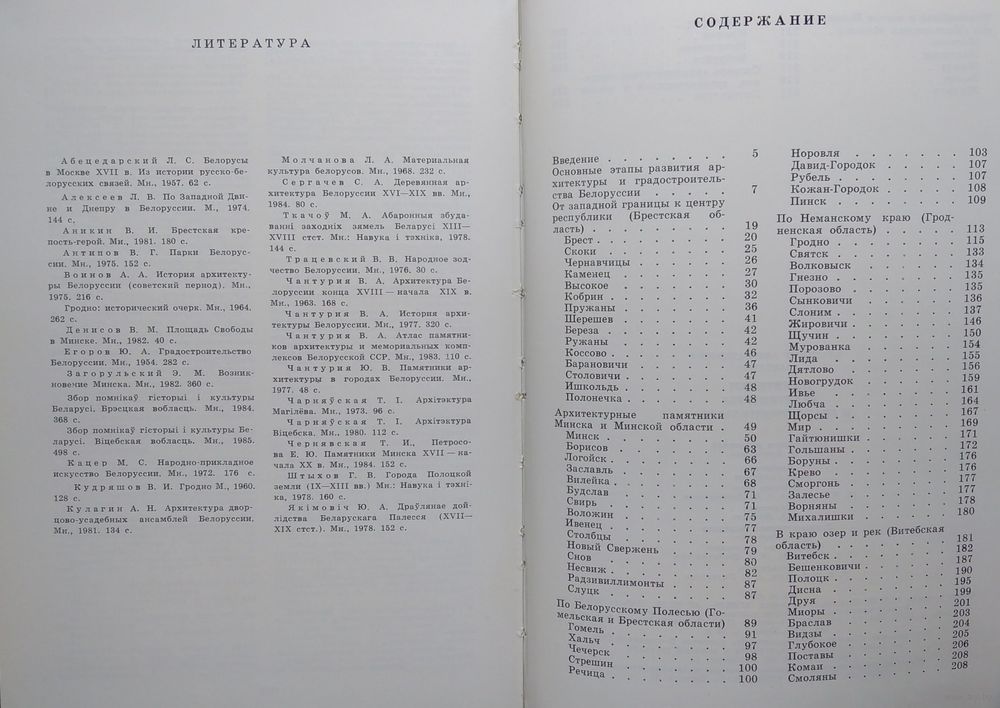 ЛИТЕРАТУРА
Абецедарский Л. С. Белорусы
в Москве XVII в. Из истории русско-бе-
лорусских связей. Мн., 1957. 62 с.
Алексеев Л. В. По Западной Дви-
не и Днепру в Белоруссии. М., 1974.
144 с.
Аникин В. И. Брестская кре-
пость-герой. Мн., 1981. 180 с.
Антипов В. Г. Парки Белорус-
сии. Мн., 1975. 152 с.
Воинов А. А. История архитекту-
ры Белоруссии (советский период). Мн.,
1975. 216 с.
Гродно: исторический очерк. Мн., 1964.
262 с.
Денисов В. М. Площадь Свободы
в Минске. Мн., 1982. 40 с.
Егоров Ю. А. Градостроительство
Белоруссии. Мн., 1954. 282 с.
Загорульский Э. М. Возник-
новение Минска. Мн., 1982. 360 с.
Збор помнікаў гісторыі і культуры
Беларусі. Брэсцкая вобласць. Мн., 1984.
368 с.
Збор помнікаў гісторыі і культуры Бе-
ларусі. Віцебская вобласць. Мн., 1985.
498 с.
Кацер М. С. Народно-прикладное
искусство Белоруссии. Мн., 1972. 176 с.
Кудряшов В. И. Гродно М., 1960.
128 с.
Кулагин А. Н. Архитектура двор-
цово-усадебных ансамблей Белоруссии,
Мн., 1981. 134 с.
Молчанова Л. А. Материальная
культура белорусов. Мн., 1968. 232 с.
Сергачев С. А. Деревянная ар-
хитектура Белоруссии XVI—XIX вв. Мн.,
1984. 80 с.
Ткачоў М. А. Абаронныя збуда-
ванні заходніх зямель Беларусі XIII—
XVIII стст. Мн.: Навука і тэхніка, 1978.
144 с.
Трацевский В. В. Народное зод-
чество Белоруссии. Мн., 1976. 30 с.
Чантурия В. А. Архитектура Бе-
лоруссии конца XVIII — начала XIX в.
Мн., 1963. 168 с.
Чантурия В. А. История архи-
тектуры Белоруссии. Мн., 1977. 320 с.
Чантурия В. А. Атлас памятни-
ков архитектуры и мемориальных ком-
плексов Белорусской ССР. Мн., 1983. 110 с.
Чантурия Ю. В. Памятники ар-
хитектуры в городах Белоруссии. Мн.,
1977. 48 с.
Чарняўская Т. І. Архітэктура
Магілёва. Мн., 1973. 96 с.
Чарняўская Т. І. Архітэктура
Віцебска. Мн., 1980. 112 с.
Чернявская Т. И., Петросо-
ва Е. Ю. Памятники Минска XVII — на-
чала XX в. Мн., 1984. 152 с.
Штыхов Г. В. Города Полоцкой
земли (IX—XIII вв.) Мн.: Навука і тэхні-
ка, 1978. 160 с.
Якімовіч Ю. А. Драўлянае дой-
лідства Беларускага Палесся (XVII—
XIX стст.). Мн., 1978. 152 с.
СОДЕРЖАНИЕ
Введение . . . . . . . . 5
Основные этапы развития ар-
хитектуры и градостроитель-
ства Белоруссии . . . . . 7
От западной границы к центру
республики (Брестская об-
ласть) . . . . . . . . 19
Брест . . . . . . . . 20
Скоки . . . . . . . . 25
Чернавчицы . . . . . . 26
Каменец . . . . . . . 27
Высокое . . . . . . . 30
Кобрин . . . . . . . . 32
Пружаны . . . . . . . 36
Шерешев . . . . . . . 41
Береза . . . . . . . . 42
Ружаны . . . . . . . 42
Коссово . . . . . . . 46
Барановичи . . . . . . 47
Столовичи . . . . . . . 47
Ишкольдь . . . . . . . 48
Полонечка . . . . . . . 48
Архитектурные памятники
Минска и Минской области . 49
Минск . . . . . . . . 50
Борисов . . . . . . . 63
Логойск . . . . . . . 66
Заславль . . . . . . . 67
Вилейка . . . . . . . 68
Будслав . . . . . . . 71
Свирь . . . . . . . . 71
Воложин . . . . . . . 75
Ивенец . . . . . . . . 77
Столбцы . . . . . . . 78
Новый Свержень . . . . 79
Снов . . . . . . . . 80
Несвиж . . . . . . . . 82
Радзивиллимонты . . . . 87
Слуцк . . . . . . . . 87
По Белорусскому Полесью (Го-
мельская и Брестская области) 89
Гомель . . . . . . . . 91
Хальч . . . . . . . . 97
Чечерск . . . . . . . 98
Стрешин . . . . . . . 100
Речица . . . . . . . . 100
Норовля . . . . . . . 103
Давид-Городок . . . . . 107
Рубель . . . . . . . . 107
Кожан-Городок . . . . . 108
Пинск . . . . . . . . 109
По Неманскому краю (Грод-
ненская область) . . . . . 113
Гродно . . . . . . . . 115
Святск . . . . . . . . 133
Волковыск . . . . . . . 134
Гнезно . . . . . . . . 135
Порозово . . . . . . . 135
Сынковичи . . . . . . . 136
Слоним . . . . . . . . 137
Жировичи . . . . . . . 146
Щучин . . . . . . . . 150
Мурованка . . . . . . . 154
Лида . . . . . . . . 155
Дятлово . . . . . . . 156
Новогрудок . . . . . . 159
Ивье . . . . . . . . 161
Любча . . . . . . . . 164
Щорсы . . . . . . . . 167
Мир . . . . . . . . . 169
Гайтюнишки . . . . . . 171
Гольшаны . . . . . . . 172
Боруны . . . . . . . . 176
Крево . . . . . . . . 176
Сморгонь . . . . . . . 177
Залесье . . . . . . . 177
Ворняны . . . . . . . 178
Михалишки . . . . . . 180
В краю озер и рек (Витебская
область) . . . . . . . . 181
Витебск . . . . . . . 182
Бешенковичи . . . . . . 187
Полоцк . . . . . . . . 190
Дисна . . . . . . . . 195
Друя . . . . . . . . 199
Миоры . . . . . . . . 201
Браслав . . . . . . . 203
Видзы . . . . . . . . 204
Глубокое . . . . . . . 205
Поставы . . . . . . . 206
Комаи . . . . . . . . 208
Смоляны . . . . . . . 208